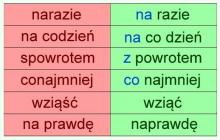 narazie na razie
na codzień na co dzień
spowrotem z powrotem
conajmniej co najmniej
wziąść wziąć
na prawdę naprawdę